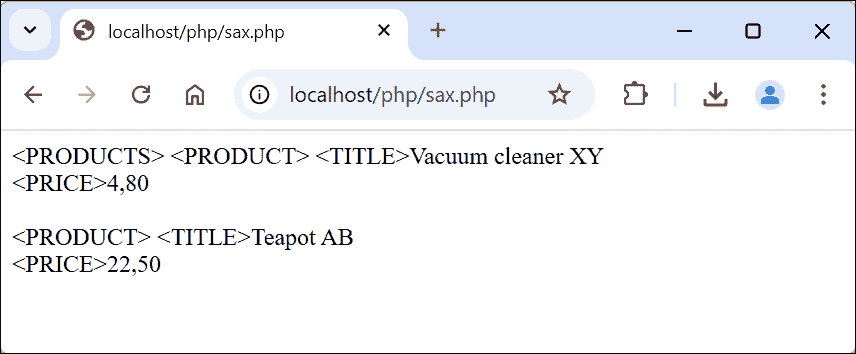 localhost/php/sax.php
localhost/php/sax.php
<PRODUCTS> <PRODUCT> <TITLE>Vacuum cleaner XY
<PRICE>4,80
<PRODUCT> <TITLE>Teapot AB
<PRICE>22,50